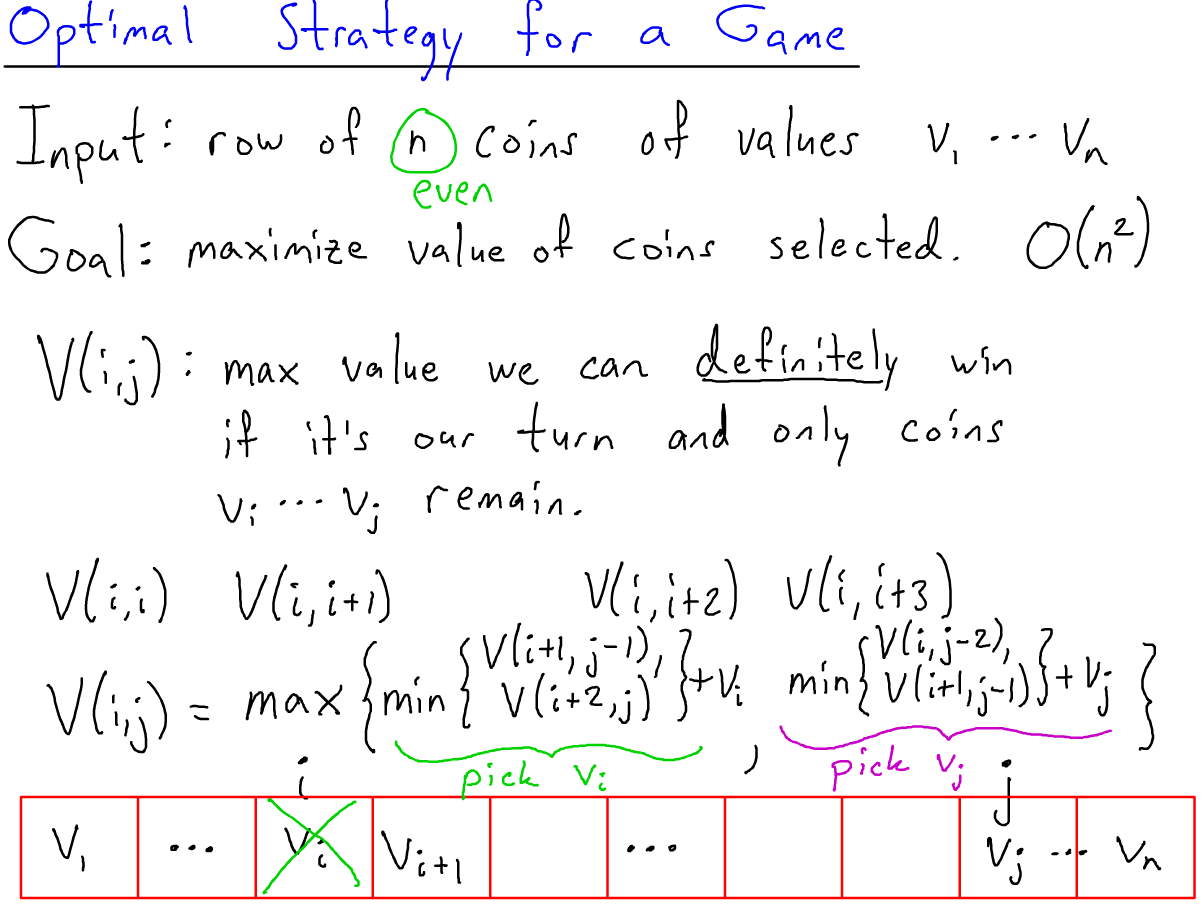 Optimal Strategy for a Game
Input: row of n coins of values v₁ ... vₙ
even
Goal: maximize value of coins selected. O(n²)
V(i,j): max value we can definitely win
if it's our turn and only coins
vᵢ ... vⱼ remain.
V(i,i) V(i,i+1) V(i,i+2) V(i,i+3)
V(i,j) = max { min { V(i+1,j-1), V(i+2,j) } + vᵢ , min { V(i,j-2), V(i+1,j-1) } + vⱼ }
pick vᵢ pick vⱼ
i j
v₁ ... vᵢ vᵢ₊₁ ... vⱼ ... vₙ